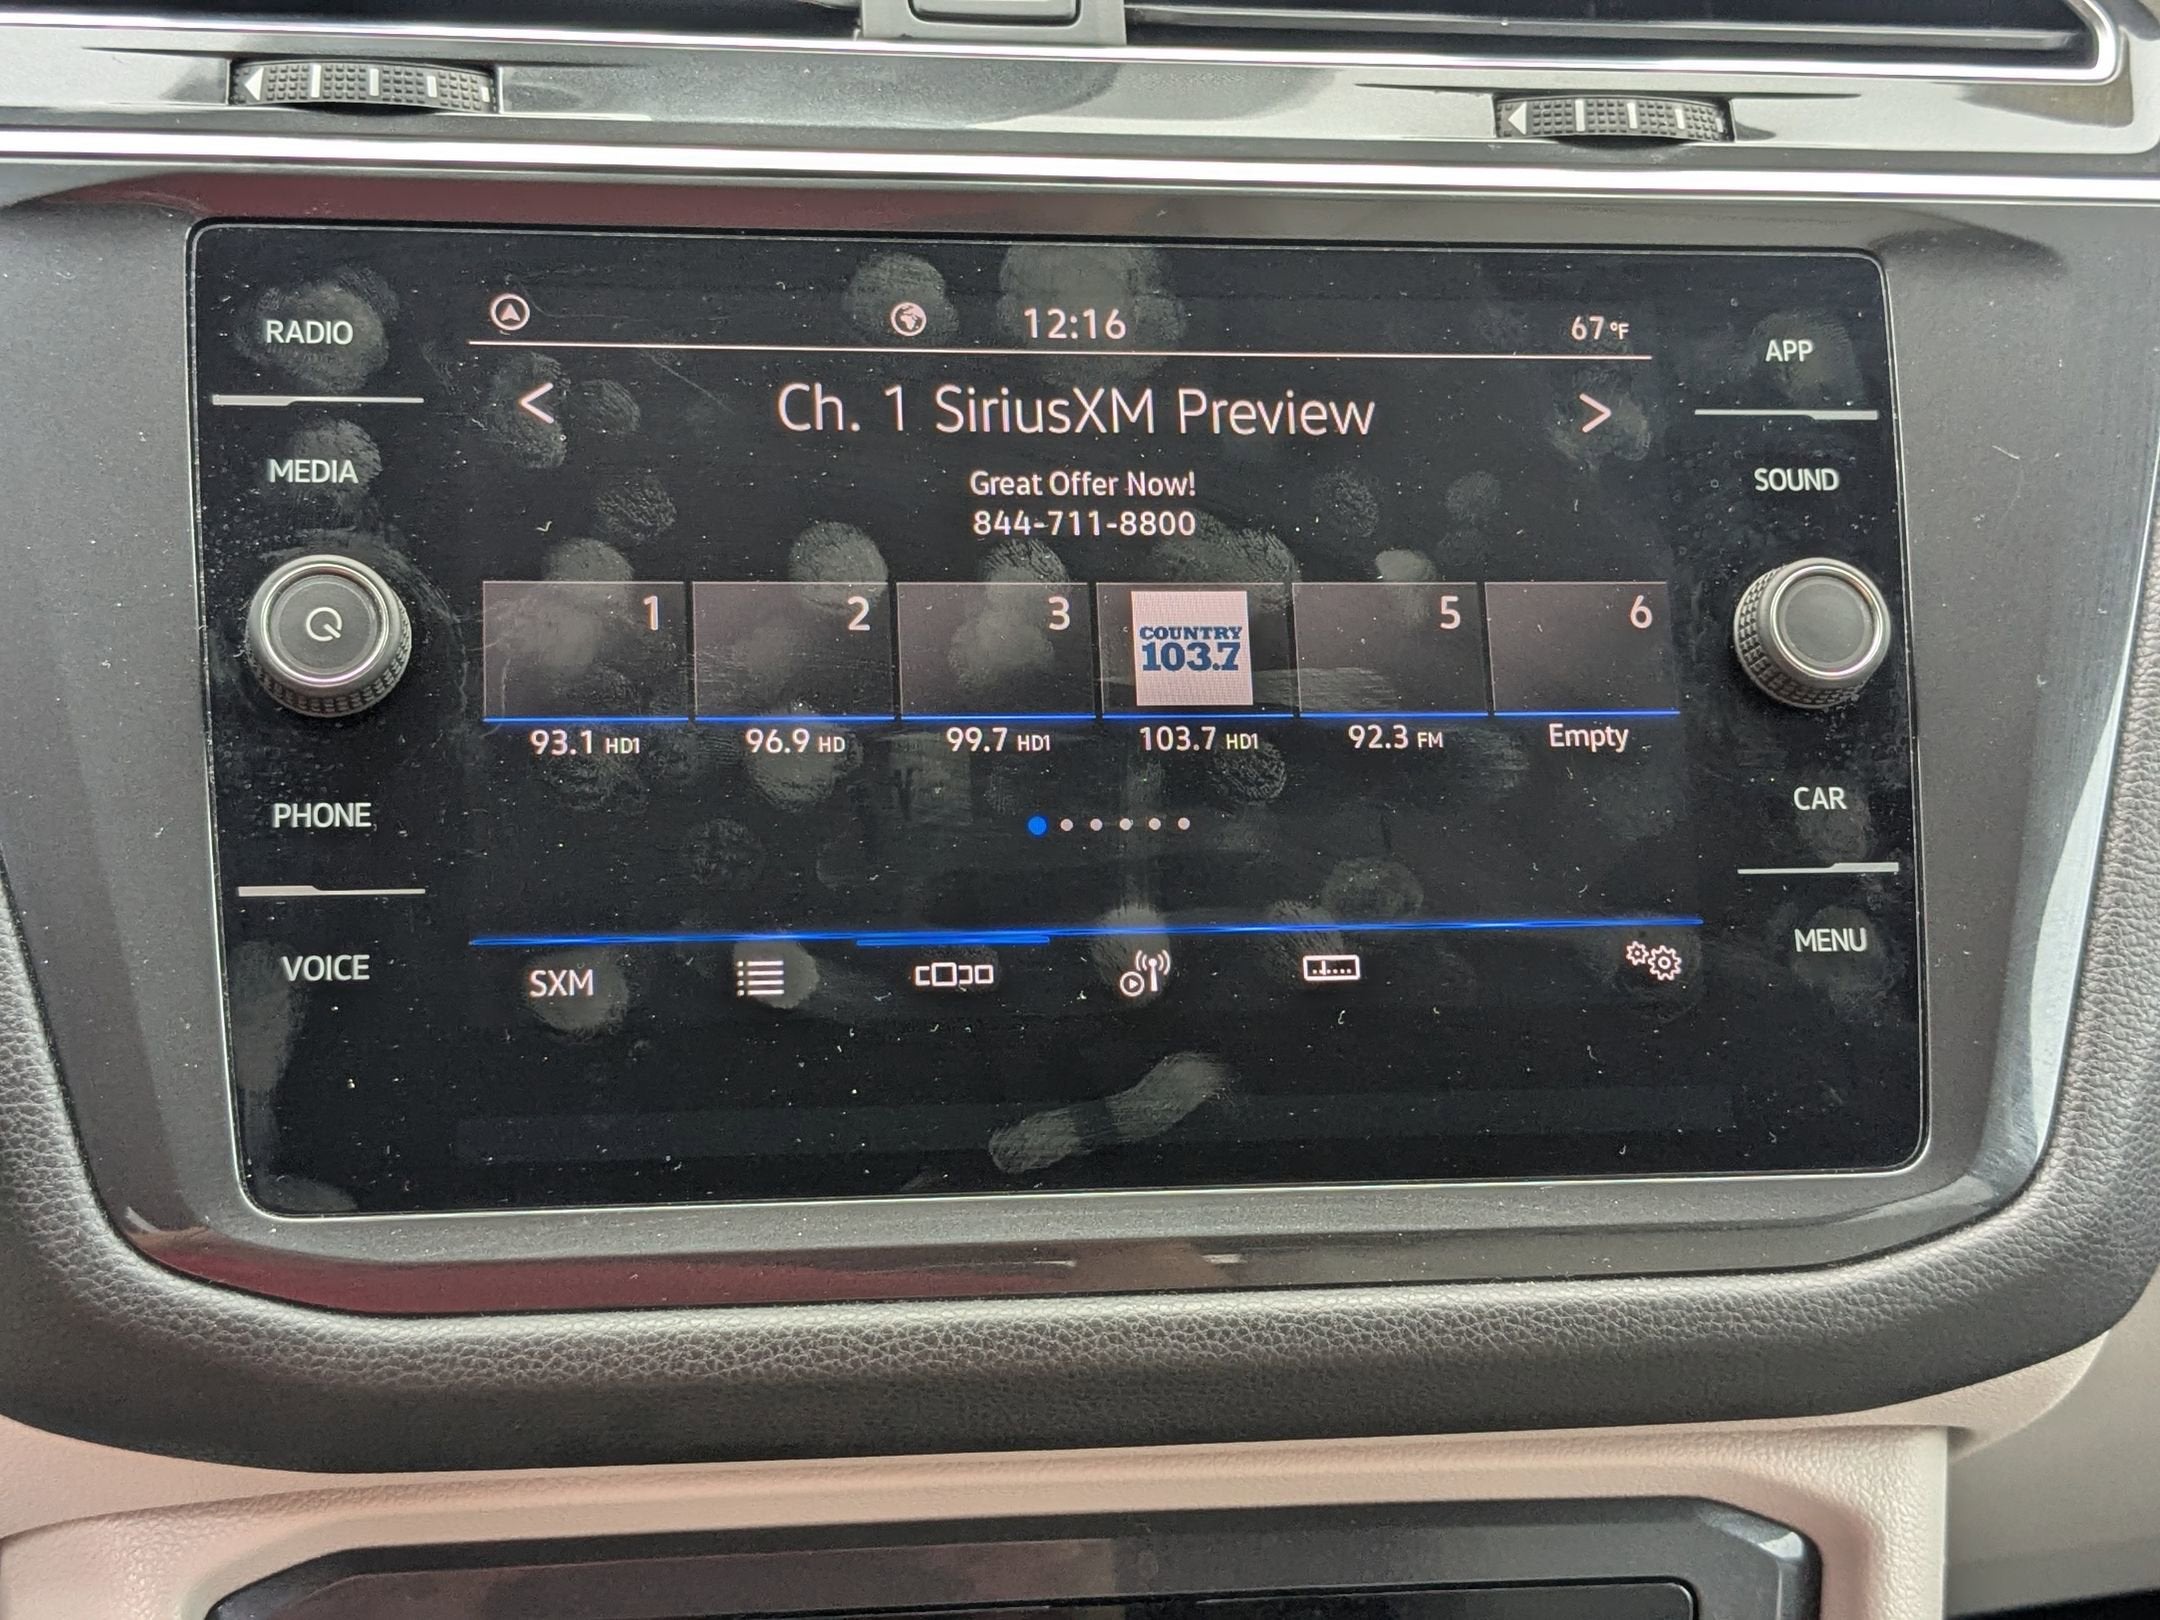 RADIO
MEDIA
PHONE
VOICE
12:16
67°F
< Ch. 1 SiriusXM Preview >
Great Offer Now!
844-711-8800
1 2 3 COUNTRY 103.7 5 6
93.1 HD1 96.9 HD 99.7 HD1 103.7 HD1 92.3 FM Empty
SXM
APP
SOUND
CAR
MENU